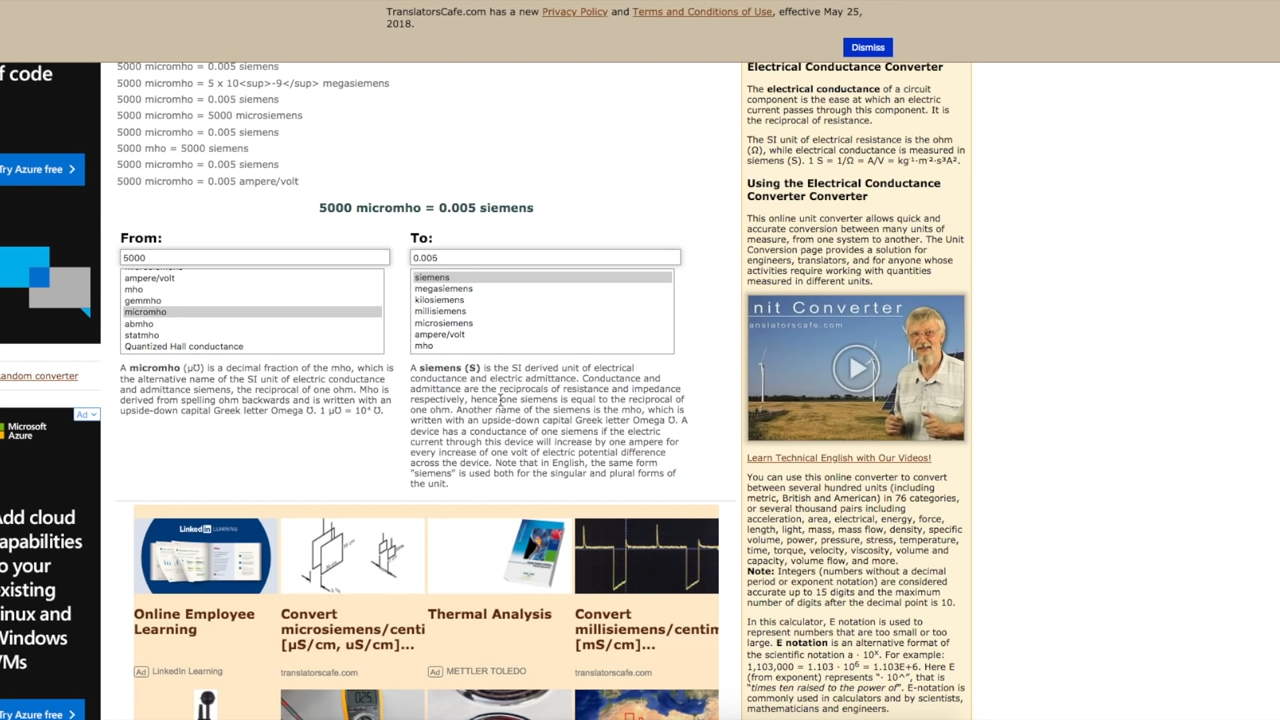 TranslatorsCafe.com has a new Privacy Policy and Terms and Conditions of Use, effective May 25,
2018.
Dismiss
f code
Try Azure free
andom converter
Ad
Microsoft
Azure
Add cloud
apabilities
o your
xisting
inux and
Windows
VMs
Try Azure free
5000 micromho = 0.005 siemens
5000 micromho = 5 x 10<sup>-9</sup> megasiemens
5000 micromho = 0.005 siemens
5000 micromho = 5000 microsiemens
5000 micromho = 0.005 siemens
5000 mho = 5000 siemens
5000 micromho = 0.005 siemens
5000 micromho = 0.005 ampere/volt
5000 micromho = 0.005 siemens
From:
5000
ampere/volt
mho
gemmho
micromho
abmho
statmho
Quantized Hall conductance
A micromho (µ℧) is a decimal fraction of the mho, which is
the alternative name of the SI unit of electric conductance
and admittance siemens, the reciprocal of one ohm. Mho is
derived from spelling ohm backwards and is written with an
upside-down capital Greek letter Omega ℧. 1 µ℧ =
To:
0.005
siemens
megasiemens
kilosiemens
millisiemens
microsiemens
ampere/volt
mho
A siemens (S) is the SI derived unit of electrical
conductance and electric admittance. Conductance and
admittance are the reciprocals of resistance and impedance
respectively, hence one siemens is equal to the reciprocal of
one ohm. Another name of the siemens is the mho, which is
written with an upside-down capital Greek letter Omega ℧. A
device has a conductance of one siemens if the electric
current through this device will increase by one ampere for
every increase of one volt of electric potential difference
across the device. Note that in English, the same form
"siemens" is used both for the singular and plural forms of
the unit.
LinkedIn LEARNING
Online Employee
Learning
Ad LinkedIn Learning
Convert
microsiemens/centi
[µS/cm, uS/cm]...
translatorscafe.com
Thermal Analysis
Ad METTLER TOLEDO
Convert
millisiemens/centim
[mS/cm]...
translatorscafe.com
Electrical Conductance Converter
The electrical conductance of a circuit
component is the ease at which an electric
current passes through this component. It is
the reciprocal of resistance.
The SI unit of electrical resistance is the ohm
(Ω), while electrical conductance is measured in
siemens (S). 1 S = 1/Ω = A/V = kg⁻¹·m⁻²·s³A².
Using the Electrical Conductance
Converter Converter
This online unit converter allows quick and
accurate conversion between many units of
measure, from one system to another. The Unit
Conversion page provides a solution for
engineers, translators, and for anyone whose
activities require working with quantities
measured in different units.
nit Converter
anslatorscafe.com
Learn Technical English with Our Videos!
You can use this online converter to convert
between several hundred units (including
metric, British and American) in 76 categories,
or several thousand pairs including
acceleration, area, electrical, energy, force,
length, light, mass, mass flow, density, specific
volume, power, pressure, stress, temperature,
time, torque, velocity, viscosity, volume and
capacity, volume flow, and more.
Note: Integers (numbers without a decimal
period or exponent notation) are considered
accurate up to 15 digits and the maximum
number of digits after the decimal point is 10.
In this calculator, E notation is used to
represent numbers that are too small or too
large. E notation is an alternative format of
the scientific notation a · 10ˣ. For example:
1,103,000 = 1.103 · 10⁶ = 1.103E+6. Here E
(from exponent) represents "· 10^", that is
"times ten raised to the power of". E-notation is
commonly used in calculators and by scientists,
mathematicians and engineers.